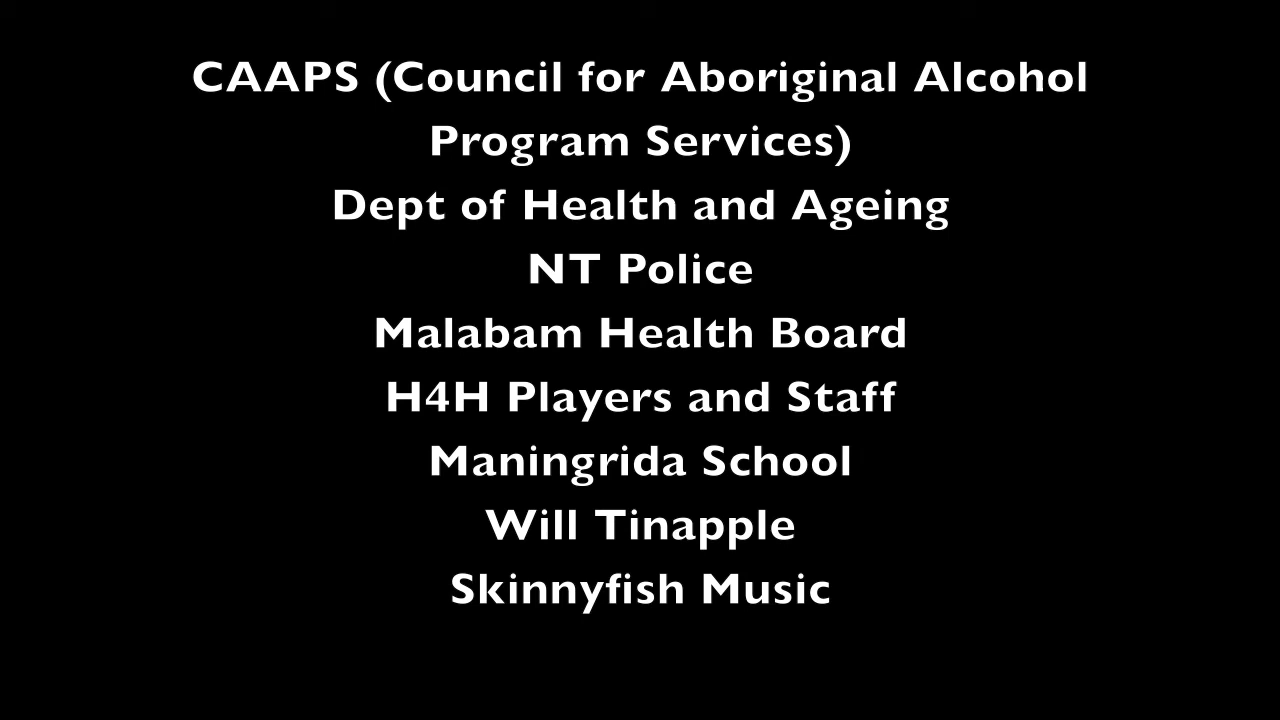 CAAPS (Council for Aboriginal Alcohol
Program Services)
Dept of Health and Ageing
NT Police
Malabam Health Board
H4H Players and Staff
Maningrida School
Will Tinapple
Skinnyfish Music